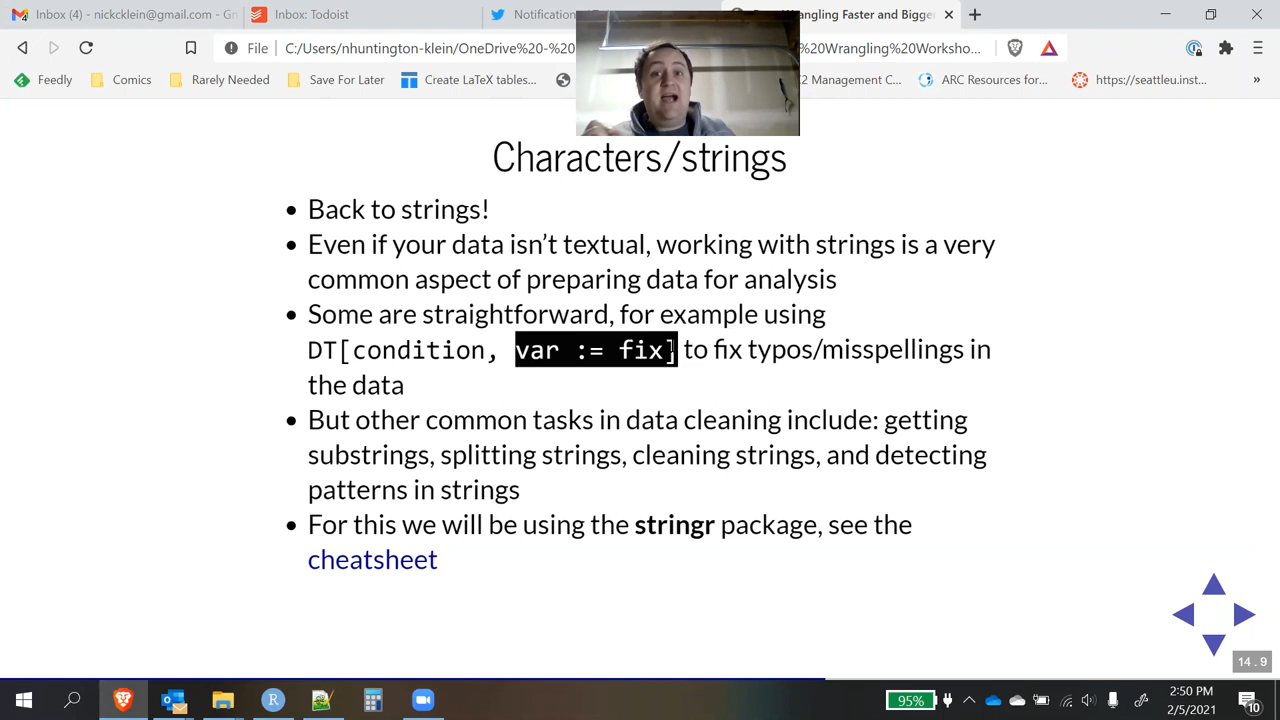 Inbox: nickcklein@gmail.com - Gm
Inbox: Todoist
Notification
Wrangling Faster and Bigge
File
C:/Users/nhuntington-klein/OneDrive%20-%20
%20Wrangling%20Worksho...
Feedly
Comics
Rarely Needed
Save For Later
Create LaTeX tables...
C2 Management C...
ARC Resources for...
https://seattleu.inst...
»
Characters/strings
Back to strings!
Even if your data isn't textual, working with strings is a very
common aspect of preparing data for analysis
Some are straightforward, for example using
DT[condition, var := fix] to fix typos/misspellings in
the data
But other common tasks in data cleaning include: getting
substrings, splitting strings, cleaning strings, and detecting
patterns in strings
For this we will be using the stringr package, see the
cheatsheet
14.9
95%
2:50 PM
2/5/2021
10